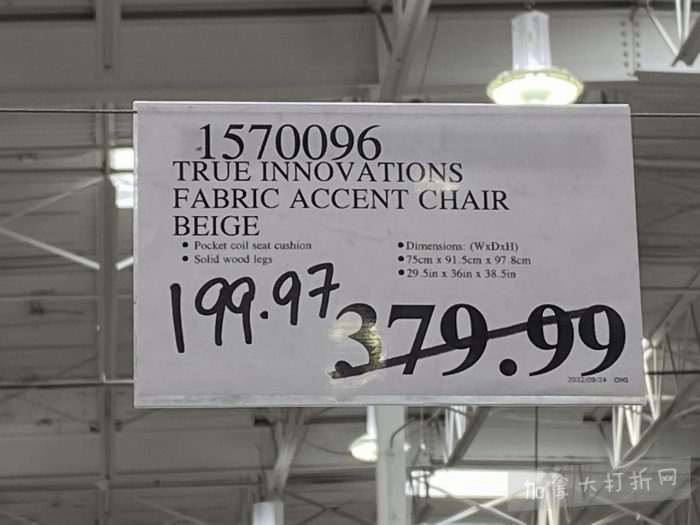 1570096
TRUE INNOVATIONS
FABRIC ACCENT CHAIR
BEIGE
• Pocket coil seat cushion
• Solid wood legs
• Dimensions: (WxDxH)
• 75cm x 91.5cm x 97.8cm
• 29.5in x 36in x 38.5in
199.97
379.99
2022/09/24 CHG
加拿大打折网